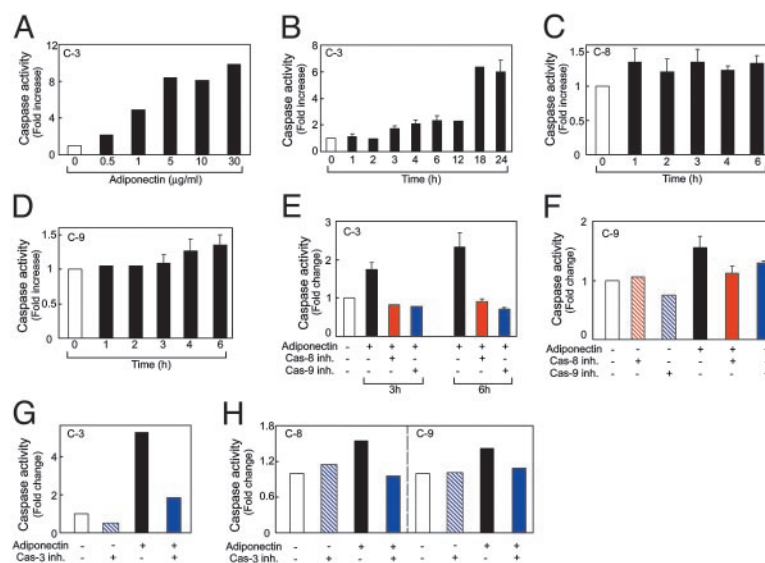 A
C-3
Caspase activity
(Fold increase)
12
8
4
0
0 0.5 1 5 10 30
Adiponectin (µg/ml)
B
C-3
Caspase activity
(Fold increase)
8
6
4
2
0
0 1 2 3 4 6 12 18 24
Time (h)
C
C-8
Caspase activity
(Fold increase)
1.5
1
0.5
0
0 1 2 3 4 6
Time (h)
D
C-9
Caspase activity
(Fold increase)
1.5
1
0.5
0
0 1 2 3 4 6
Time (h)
E
C-3
Caspase activity
(Fold change)
3
2
1
0
Adiponectin - + + + + + +
Cas-8 inh. - - + - - + -
Cas-9 inh. - - - + - - +
3h 6h
F
C-9
Caspase activity
(Fold change)
2
1
0
Adiponectin - - - + +
Cas-8 inh. - + - - +
Cas-9 inh. - - + - -
G
C-3
Caspase activity
(Fold change)
4
2
0
Adiponectin - - + +
Cas-3 inh. - + - +
H
C-8 C-9
Caspase activity
(Fold change)
1.8
1.2
0.6
0
Adiponectin - - + + - - + +
Cas-3 inh. - + - + - + - +